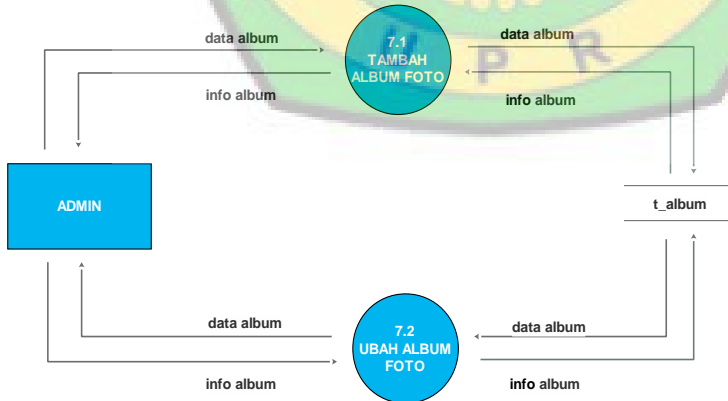 data album
7.1
TAMBAH
ALBUM FOTO
data album
info album
info album
U P R
ADMIN
t_album
data album
7.2
UBAH ALBUM
FOTO
data album
info album
info album